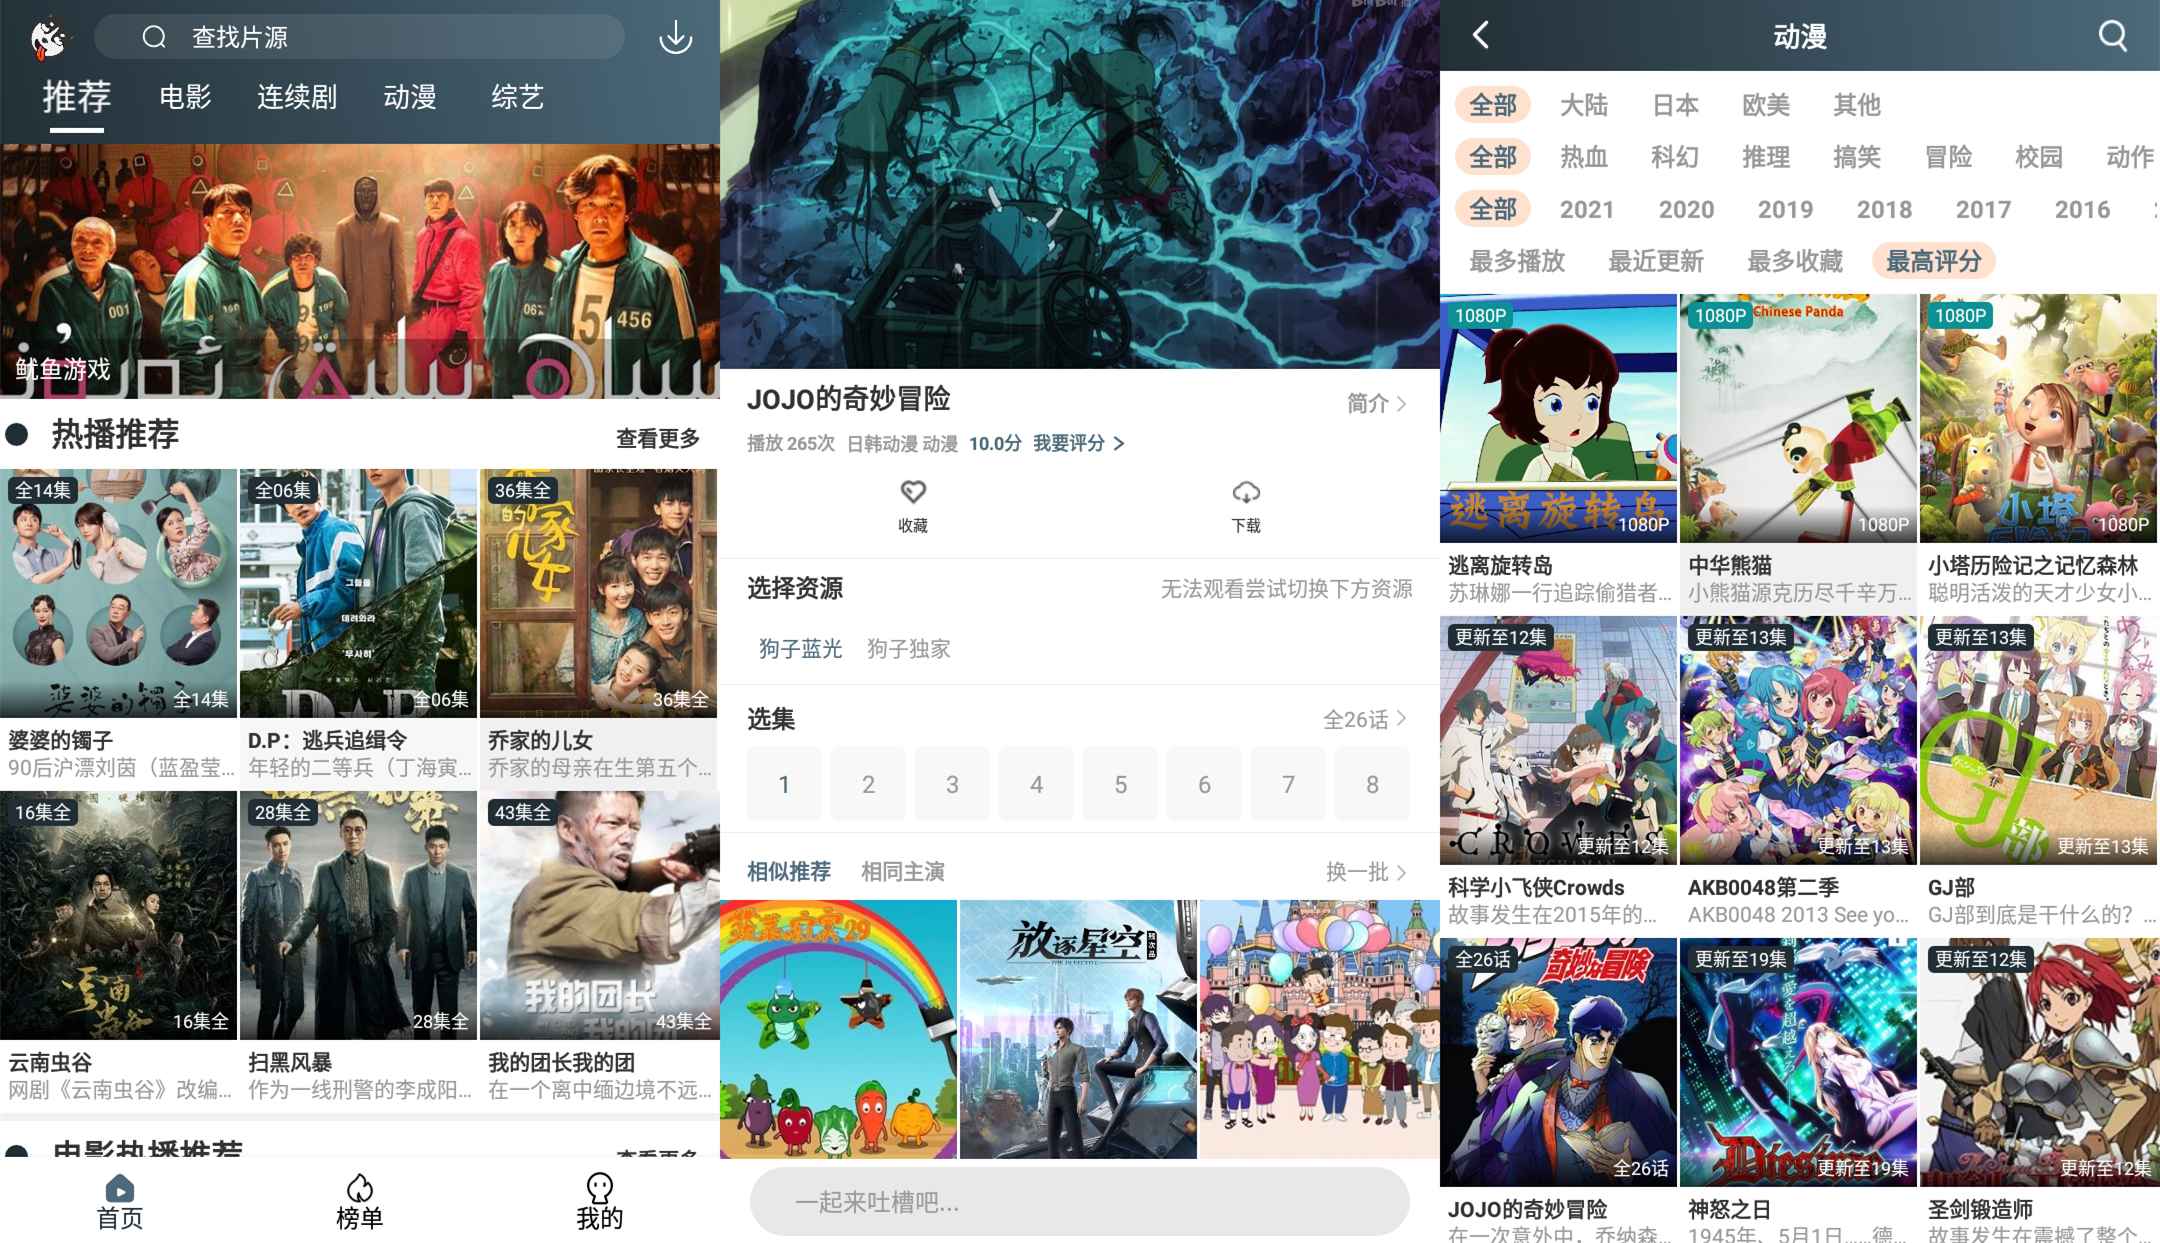 查找片源
推荐 电影 连续剧 动漫 综艺
001
456
鱿鱼游戏
热播推荐 查看更多
全14集 全06集 36集全
全14集 全06集 36集全
婆婆的镯子 D.P：逃兵追缉令 乔家的儿女
90后沪漂刘茵（蓝盈莹... 年轻的二等兵（丁海寅... 乔家的母亲在生第五个...
16集全 28集全 43集全
云南虫谷
我的团长
16集全 28集全 43集全
云南虫谷 扫黑风暴 我的团长我的团
网剧《云南虫谷》改编... 作为一线刑警的李成阳... 在一个离中缅边境不远...
电影热播推荐 查看更多
首页 榜单 我的
JOJO的奇妙冒险 简介
播放 265次 日韩动漫 动漫 10.0分 我要评分
收藏 下载
选择资源 无法观看尝试切换下方资源
狗子蓝光 狗子独家
选集 全26话
1 2 3 4 5 6 7 8
相似推荐 相同主演 换一批
放逐星空
一起来吐槽吧...
动漫
全部 大陆 日本 欧美 其他
全部 热血 科幻 推理 搞笑 冒险 校园 动作
全部 2021 2020 2019 2018 2017 2016
最多播放 最近更新 最多收藏 最高评分
1080P 1080P 1080P
Chinese Panda
逃离旋转岛
小塔
1080P 1080P 1080P
逃离旋转岛 中华熊猫 小塔历险记之记忆森林
苏琳娜一行追踪偷猎者... 小熊猫源克历尽千辛万... 聪明活泼的天才少女小...
更新至12集 更新至13集 更新至13集
CROWDS
GJ部
更新至12集 更新至13集 更新至13集
科学小飞侠Crowds AKB0048第二季 GJ部
故事发生在2015年的... AKB0048 2013 See yo... GJ部到底是干什么的？...
全26话 更新至19集 更新至12集
奇妙な冒険
全26话 更新至19集 更新至12集
JOJO的奇妙冒险 神怒之日 圣剑锻造师
在一次意外中，乔纳森... 1945年、5月1日......德... 故事发生在震撼了整个...